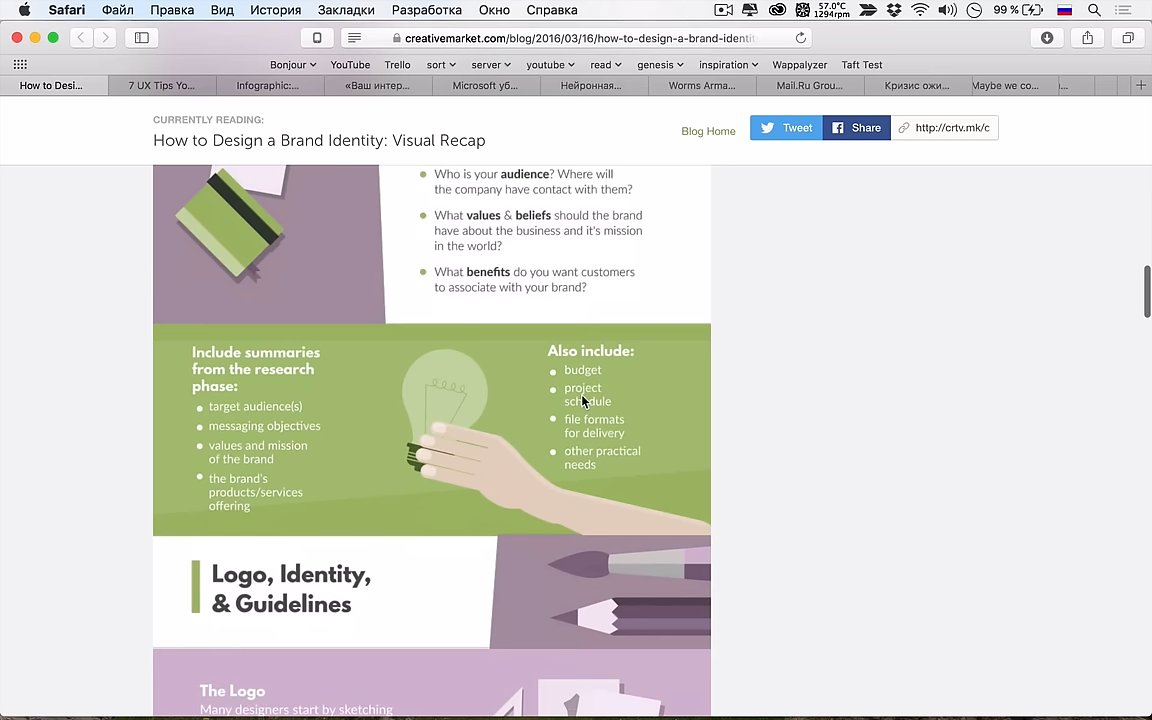 Safari Файл Правка Вид История Закладки Разработка Окно Справка 57.0°C 1294rpm 99 %
creativemarket.com/blog/2016/03/16/how-to-design-a-brand-identit
Bonjour YouTube Trello sort server youtube read genesis inspiration Wappalyzer Taft Test
How to Desi... 7 UX Tips Yo... Infographic:... «Ваш интер... Microsoft уб... Нейронная... Worms Arma... Mail.Ru Grou... Кризис ожи... Maybe we co...
CURRENTLY READING:
How to Design a Brand Identity: Visual Recap
Blog Home Tweet Share http://crtv.mk/c
Who is your audience? Where will
the company have contact with them?
What values & beliefs should the brand
have about the business and it's mission
in the world?
What benefits do you want customers
to associate with your brand?
Include summaries
from the research
phase:
target audience(s)
messaging objectives
values and mission
of the brand
the brand's
products/services
offering
Also include:
budget
project
schedule
file formats
for delivery
other practical
needs
Logo, Identity,
& Guidelines
The Logo
Many designers start by sketching